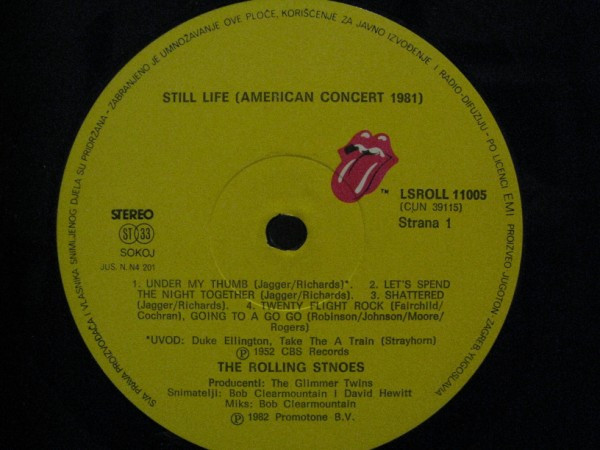 SVA PRAVA PROIZVOĐAČA I VLASNIKA SNIMLJENOG DJELA SU PRIDRŽANA - ZABRANJENO JE UMNOŽAVANJE OVE PLOČE, KORIŠĆENJE ZA JAVNO IZVOĐENJE I RADIO-DIFUZIJU - PO LICENCI EMI PROIZVEO JUGOTON ZAGREB, YUGOSLAVIA
STILL LIFE (AMERICAN CONCERT 1981)
TM
LSROLL 11005
(CUN 39115)
Strana 1
STEREO
ST 33
SOKOJ
JUS. N. N4 201
1. UNDER MY THUMB (Jagger/Richards)*. 2. LET'S SPEND
THE NIGHT TOGETHER (Jagger/Richards). 3. SHATTERED
(Jagger/Richards). 4. TWENTY FLIGHT ROCK (Fairchild/
Cochran), GOING TO A GO GO (Robinson/Johnson/Moore/
Rogers)
*UVOD: Duke Ellington, Take The A Train (Strayhorn)
℗ 1952 CBS Records
THE ROLLING STNOES
Producenti: The Glimmer Twins
Snimatelji: Bob Clearmountain I David Hewitt
Miks: Bob Clearmountain
℗ 1982 Promotone B.V.